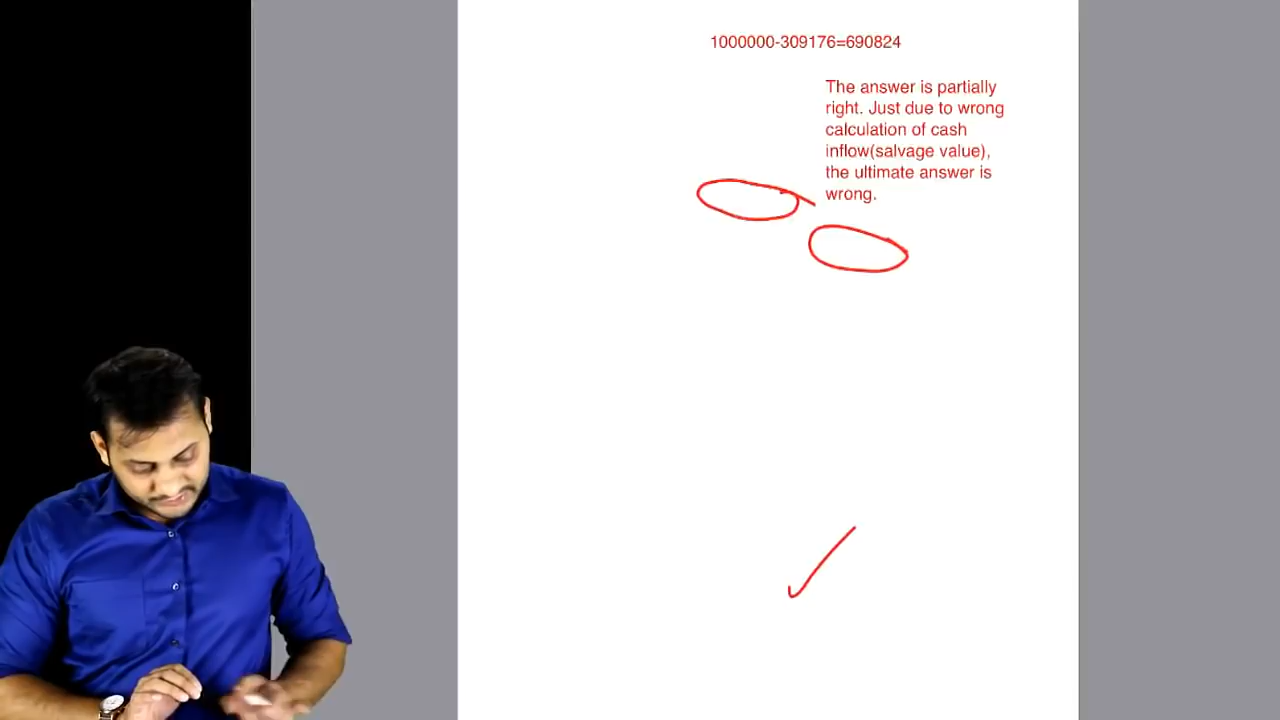 1000000-309176=690824
The answer is partially
right. Just due to wrong
calculation of cash
inflow(salvage value),
the ultimate answer is
wrong.